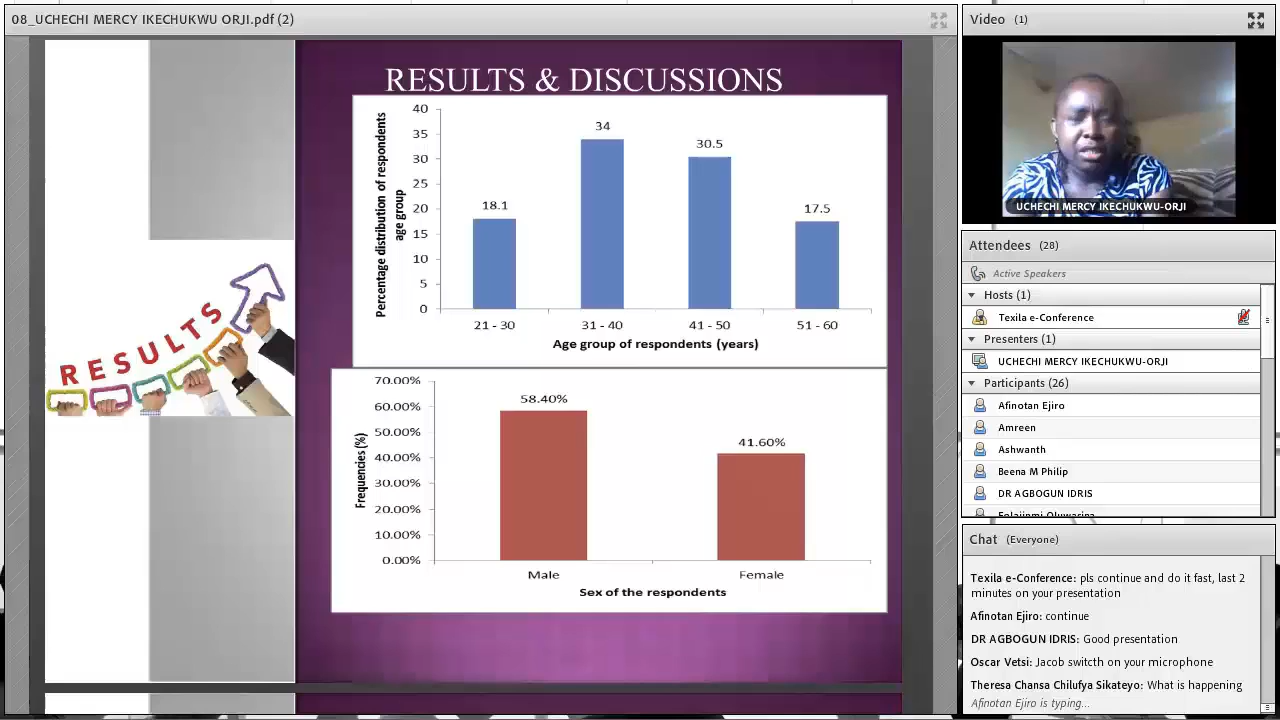 08_UCHECHI MERCY IKECHUKWU ORJI.pdf (2)
RESULTS & DISCUSSIONS
RESULTS
Percentage distribution of respondents
age group
40
35
30
25
20
15
10
5
0
18.1
34
30.5
17.5
21 - 30
31 - 40
41 - 50
51 - 60
Age group of respondents (years)
Frequencies (%)
70.00%
60.00%
50.00%
40.00%
30.00%
20.00%
10.00%
0.00%
58.40%
41.60%
Male
Female
Sex of the respondents
Video (1)
UCHECHI MERCY IKECHUKWU-ORJI
Attendees (28)
Active Speakers
Hosts (1)
Texila e-Conference
Presenters (1)
UCHECHI MERCY IKECHUKWU-ORJI
Participants (26)
Afinotan Ejiro
Amreen
Ashwanth
Beena M Philip
DR AGBOGUN IDRIS
Chat (Everyone)
Texila e-Conference: pls continue and do it fast, last 2
minutes on your presentation
Afinotan Ejiro: continue
DR AGBOGUN IDRIS: Good presentation
Oscar Vetsi: Jacob switcth on your microphone
Theresa Chansa Chilufya Sikateyo: What is happening
Afinotan Ejiro is typing...